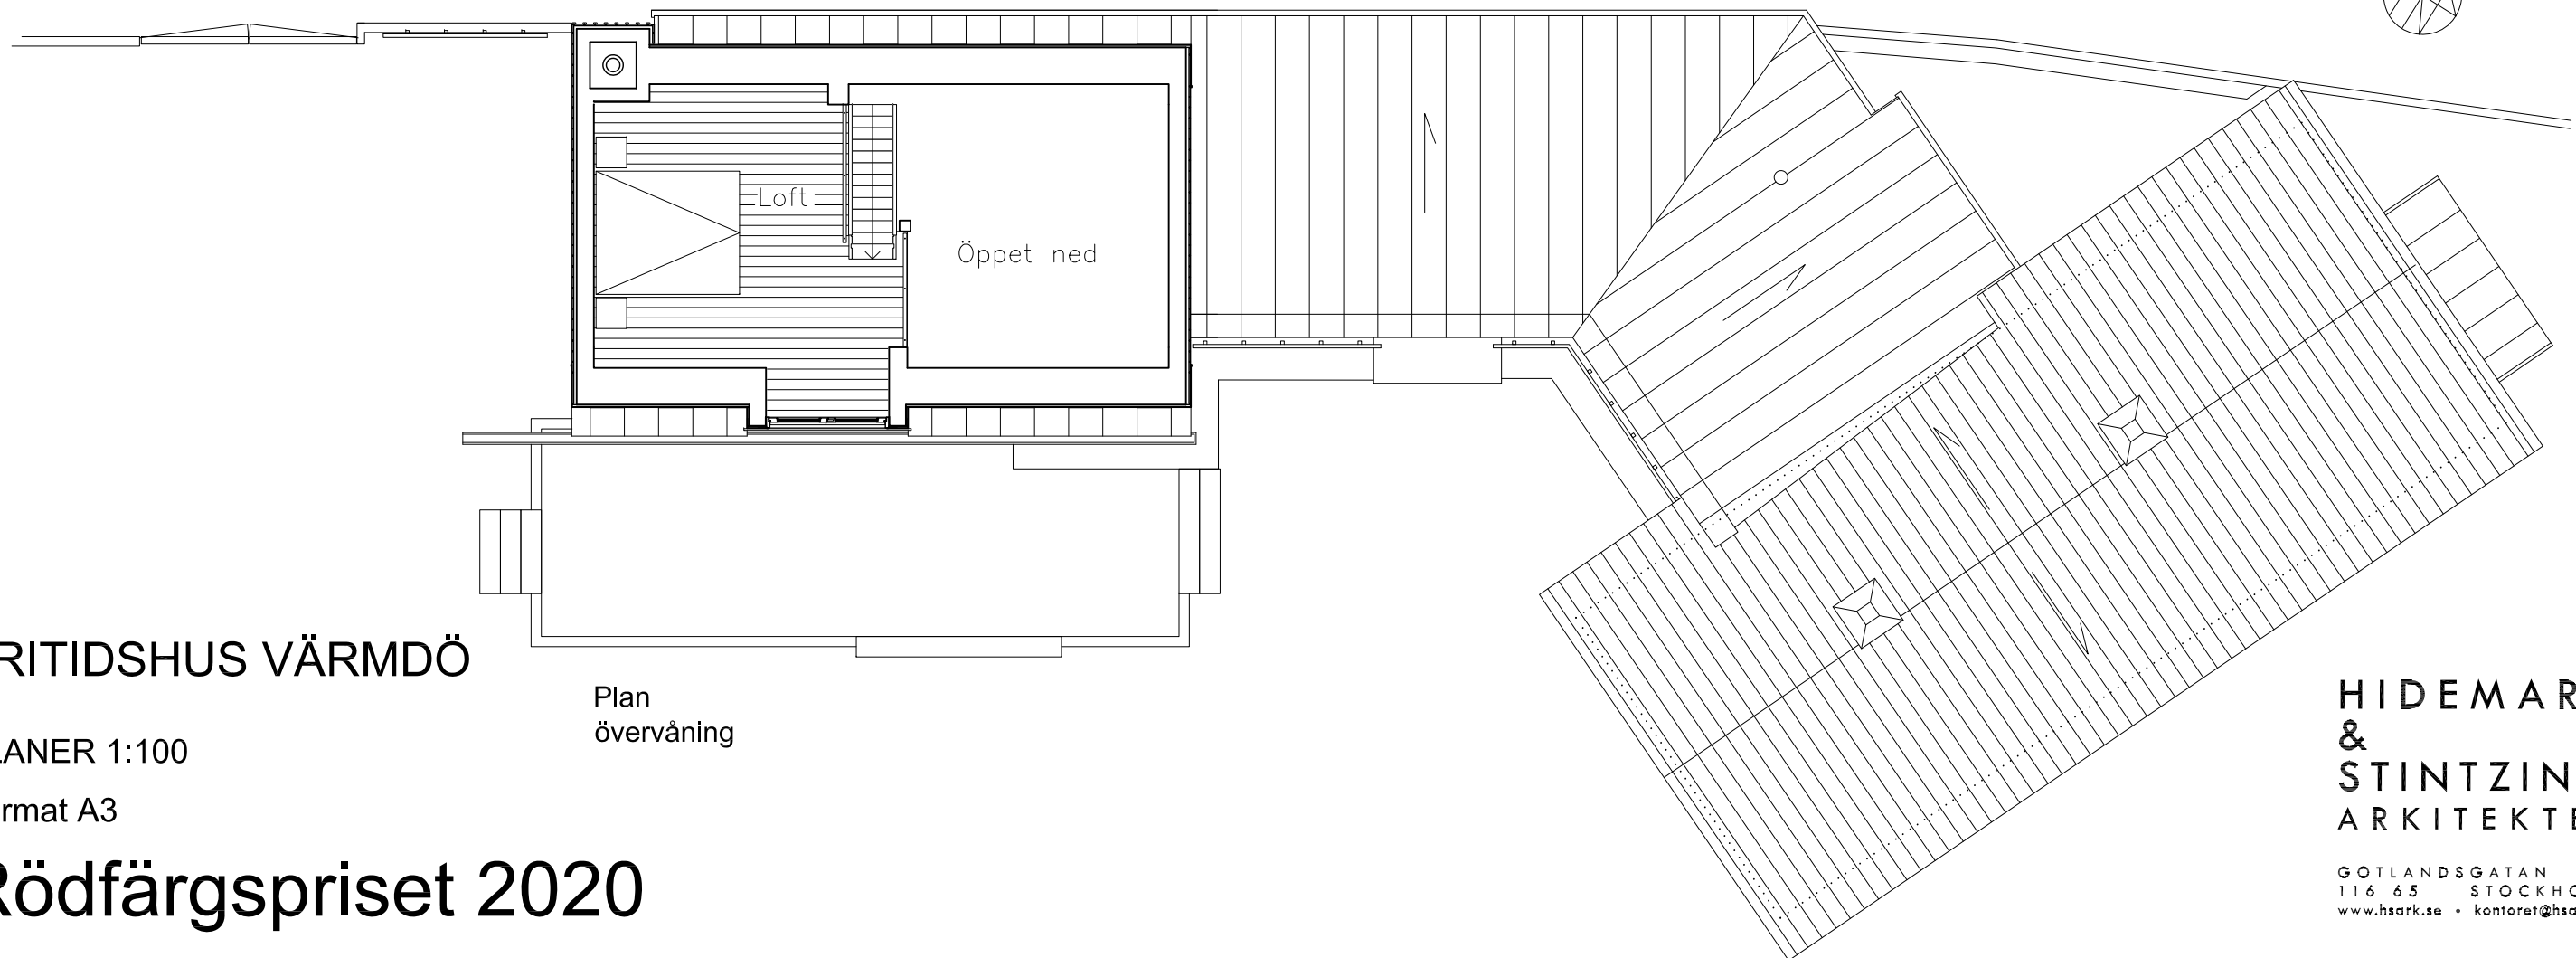 Loft
Öppet ned
RITIDSHUS VÄRMDÖ
Plan
övervåning
LANER 1:100
rmat A3
Rödfärgspriset 2020
HIDEMAR
&
STINTZIN
ARKITEKTE
GOTLANDSGATAN
116 65 STOCKHO
www.hsark.se • kontoret@hsa